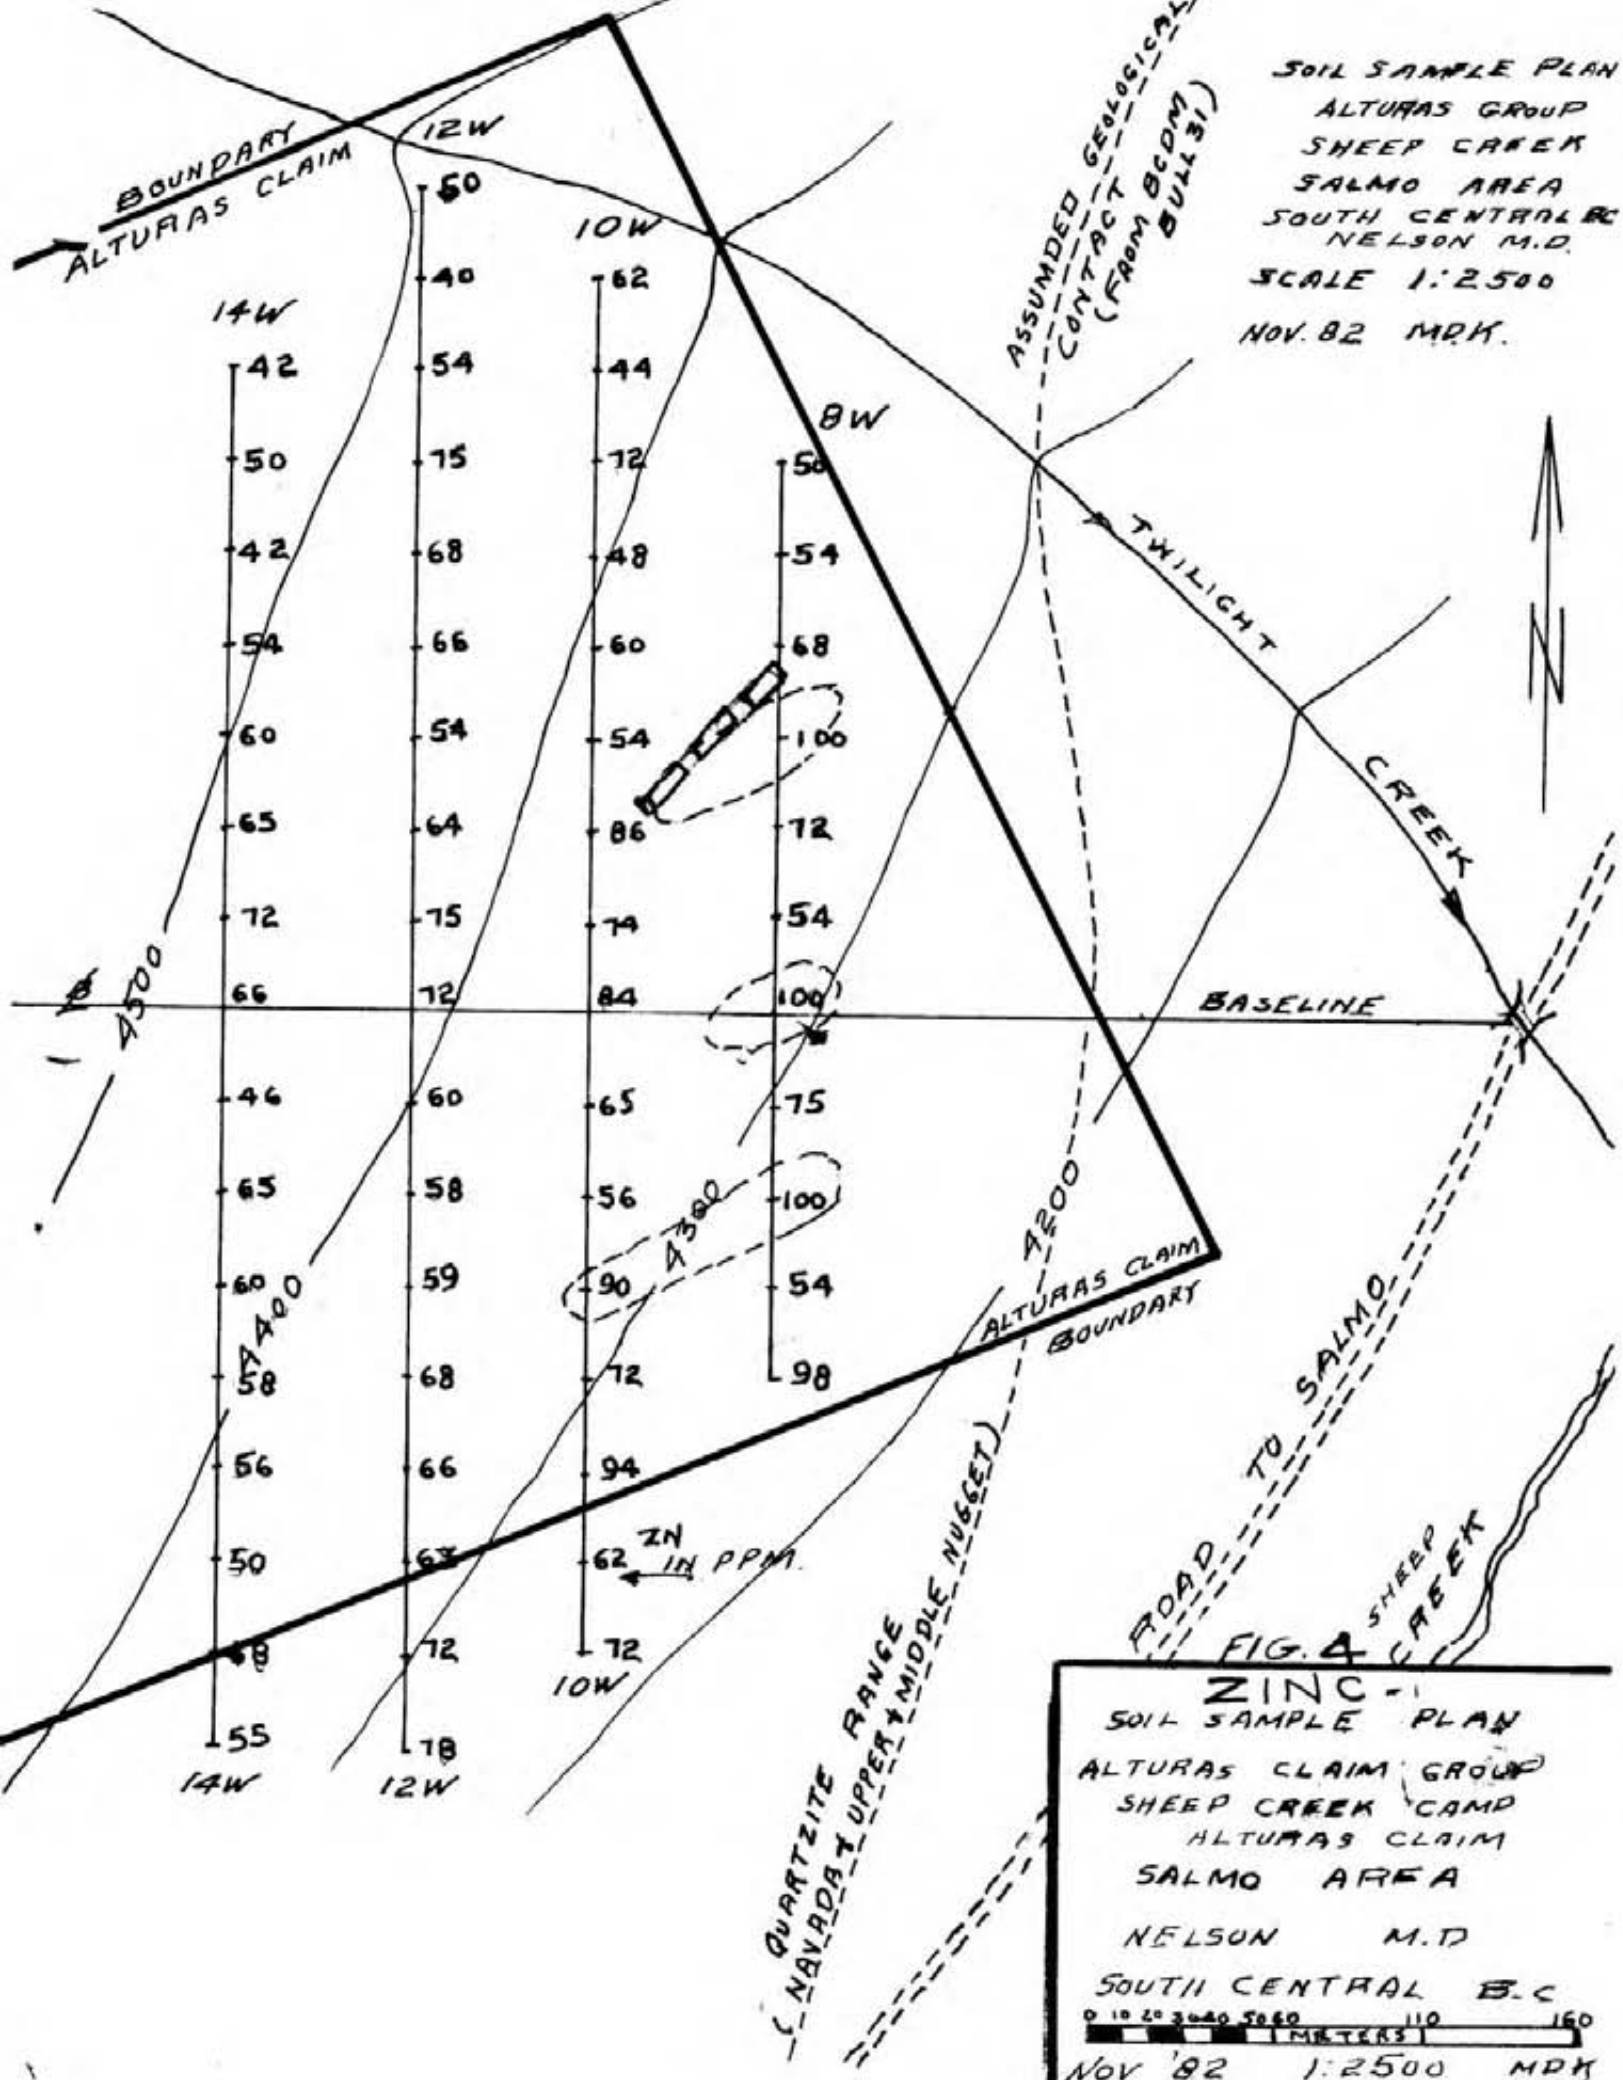 SOIL SAMPLE PLAN
ALTURAS GROUP
SHEEP CREEK
SALMO AREA
SOUTH CENTRAL BC
NELSON M.D.
SCALE 1:2500
NOV. 82 MDK.
BOUNDARY
ALTURAS CLAIM
ASSUMDED GEOLOGICAL
CONTACT
(FROM BCDM
BULL 31)
14W
42
50
42
54
60
65
72
66
46
65
60
58
56
50
55
14W
12W
50
40
54
75
68
66
54
64
75
72
60
58
59
68
66
63
72
78
12W
10W
62
44
72
48
60
54
86
74
84
65
56
90
72
94
62
72
10W
8W
50
54
68
100
72
54
100
75
100
54
98
ZN
IN PPM
4500
4400
4300
4200
TWILIGHT
CREEK
N
BASELINE
ALTURAS CLAIM
BOUNDARY
ROAD TO SALMO
SHEEP
CREEK
QUARTZITE RANGE
(NAVADA & UPPER & MIDDLE NUGGET)
FIG. 4
ZINC -
SOIL SAMPLE PLAN
ALTURAS CLAIM GROUP
SHEEP CREEK CAMP
ALTURAS CLAIM
SALMO AREA
NELSON M.D
SOUTH CENTRAL B.C
0 10 20 30 40 50 60 110 160
METERS
NOV '82 1:2500 MDK